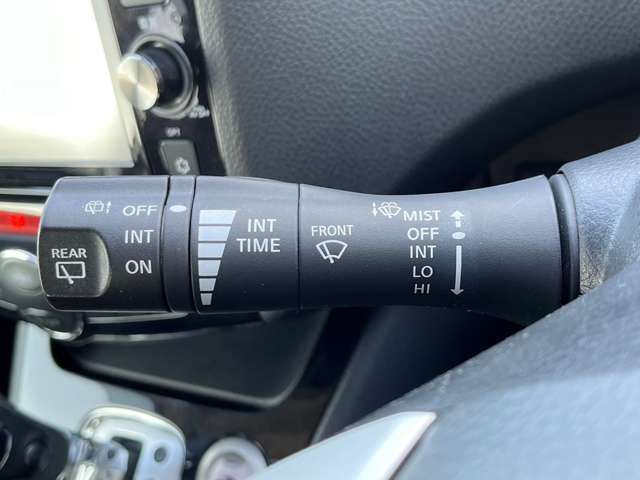 OFF
INT
ON
REAR
INT
TIME
FRONT
MIST
OFF
INT
LO
HI